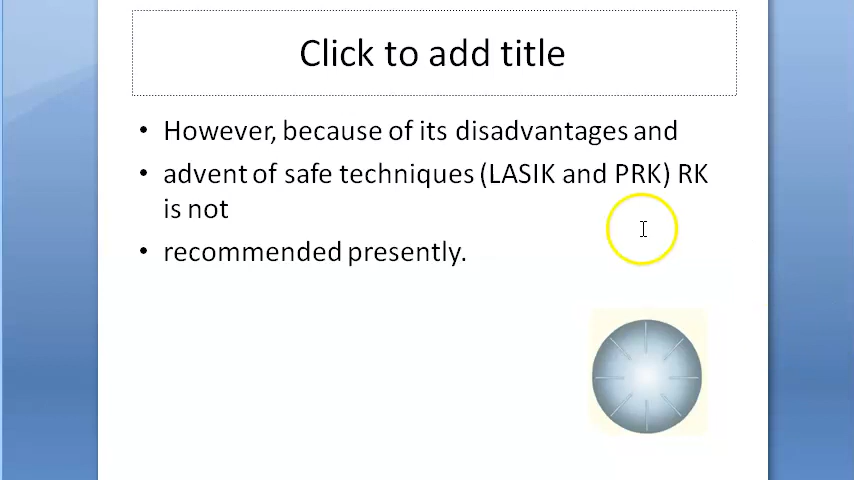 Click to add title
• However, because of its disadvantages and
• advent of safe techniques (LASIK and PRK) RK
is not
• recommended presently.